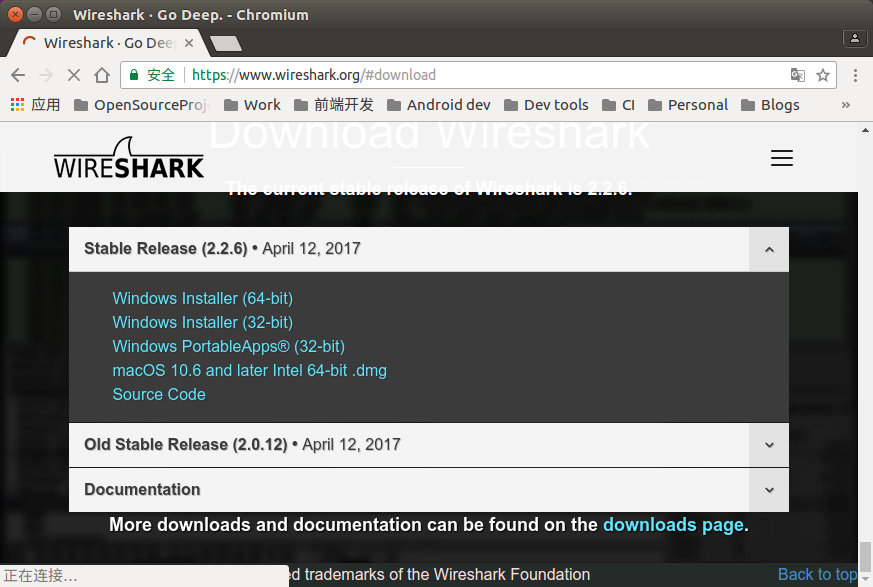 Wireshark · Go Deep. - Chromium
Wireshark · Go Dee
安全 https://www.wireshark.org/#download
应用 OpenSourceProj Work 前端开发 Android dev Dev tools CI Personal Blogs »
Download Wireshark
WIRESHARK
The current stable release of Wireshark is 2.2.6.
Stable Release (2.2.6) • April 12, 2017
Windows Installer (64-bit)
Windows Installer (32-bit)
Windows PortableApps® (32-bit)
macOS 10.6 and later Intel 64-bit .dmg
Source Code
Old Stable Release (2.0.12) • April 12, 2017
Documentation
More downloads and documentation can be found on the downloads page.
正在连接…
ed trademarks of the Wireshark Foundation
Back to top